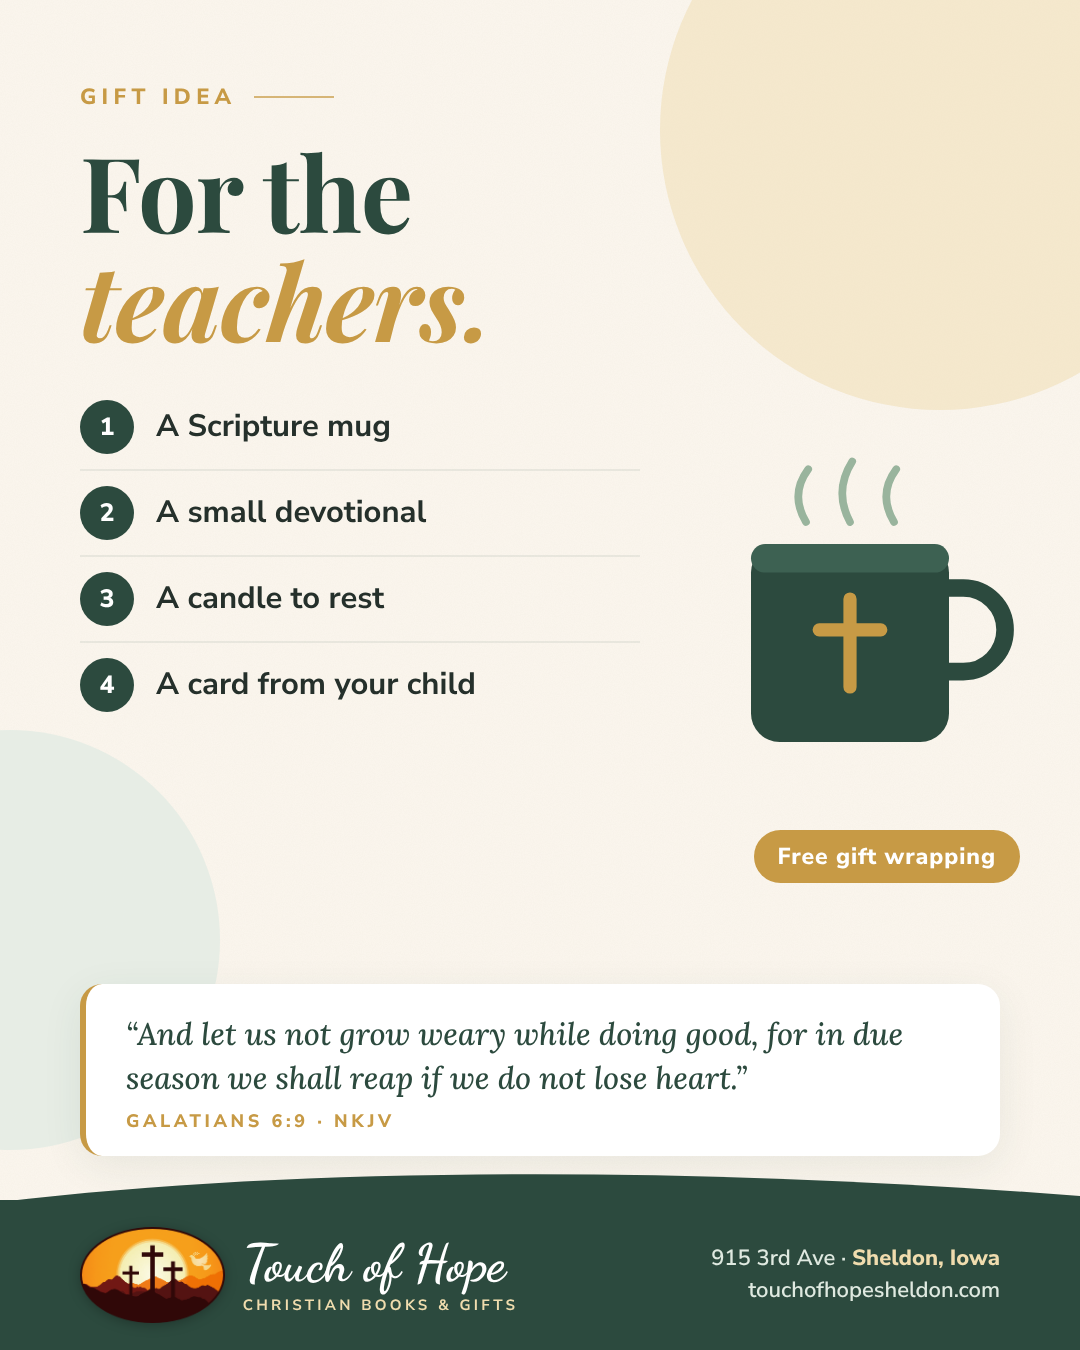 GIFT IDEA
For the
teachers.
1 A Scripture mug
2 A small devotional
3 A candle to rest
4 A card from your child
Free gift wrapping
“And let us not grow weary while doing good, for in due
season we shall reap if we do not lose heart.”
GALATIANS 6:9 · NKJV
Touch of Hope
CHRISTIAN BOOKS & GIFTS
915 3rd Ave · Sheldon, Iowa
touchofhopesheldon.com